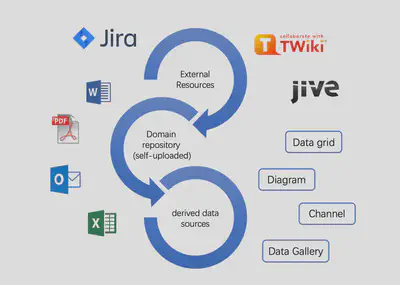 Jira
collaborate with
TWiki
External
Resources
W
jive
PDF
Domain
repository
(self-uploaded)
Data grid
O
Diagram
derived data
sources
X
Channel
Data Gallery